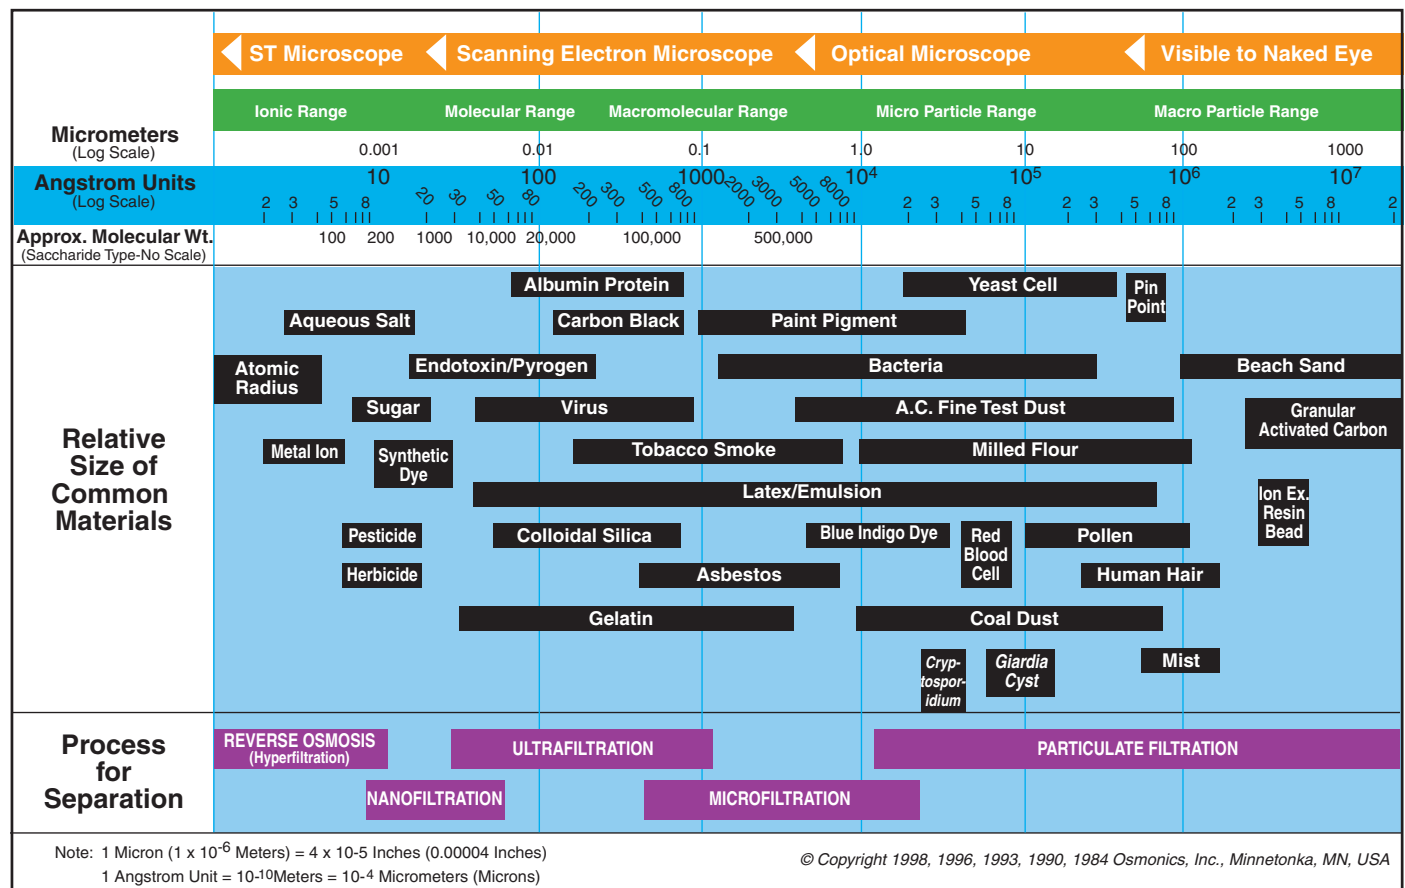 ST Microscope Scanning Electron Microscope Optical Microscope Visible to Naked Eye
Ionic Range Molecular Range Macromolecular Range Micro Particle Range Macro Particle Range
Micrometers
(Log Scale)
0.001 0.01 0.1 1.0 10 100 1000
Angstrom Units
(Log Scale)
10 100 1000 10⁴ 10⁵ 10⁶ 10⁷
2 3 5 8 20 30 50 80 200 300 500 800 2000 3000 5000 8000 2 3 5 8 2 3 5 8 2 3 5 8 2
Approx. Molecular Wt.
(Saccharide Type-No Scale)
100 200 1000 10,000 20,000 100,000 500,000
Relative
Size of
Common
Materials
Albumin Protein
Yeast Cell
Pin
Point
Aqueous Salt
Carbon Black
Paint Pigment
Atomic
Radius
Endotoxin/Pyrogen
Bacteria
Beach Sand
Sugar
Virus
A.C. Fine Test Dust
Granular
Activated Carbon
Metal Ion
Synthetic
Dye
Tobacco Smoke
Milled Flour
Latex/Emulsion
Ion Ex.
Resin
Bead
Pesticide
Colloidal Silica
Blue Indigo Dye
Red
Blood
Cell
Pollen
Herbicide
Asbestos
Human Hair
Gelatin
Coal Dust
Cryp-
tospor-
idium
Giardia
Cyst
Mist
Process
for
Separation
REVERSE OSMOSIS
(Hyperfiltration)
ULTRAFILTRATION
PARTICULATE FILTRATION
NANOFILTRATION
MICROFILTRATION
Note: 1 Micron (1 x 10⁻⁶ Meters) = 4 x 10-5 Inches (0.00004 Inches)
1 Angstrom Unit = 10⁻¹⁰Meters = 10⁻⁴ Micrometers (Microns)
© Copyright 1998, 1996, 1993, 1990, 1984 Osmonics, Inc., Minnetonka, MN, USA